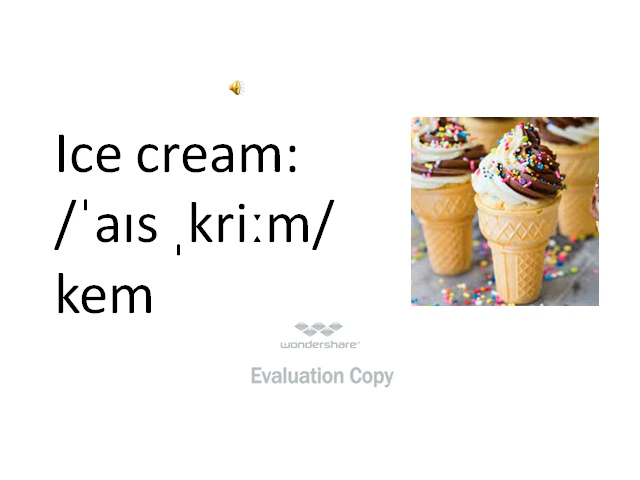 Ice cream:
/ˈaɪs ˌkriːm/
kem
wondershare
Evaluation Copy